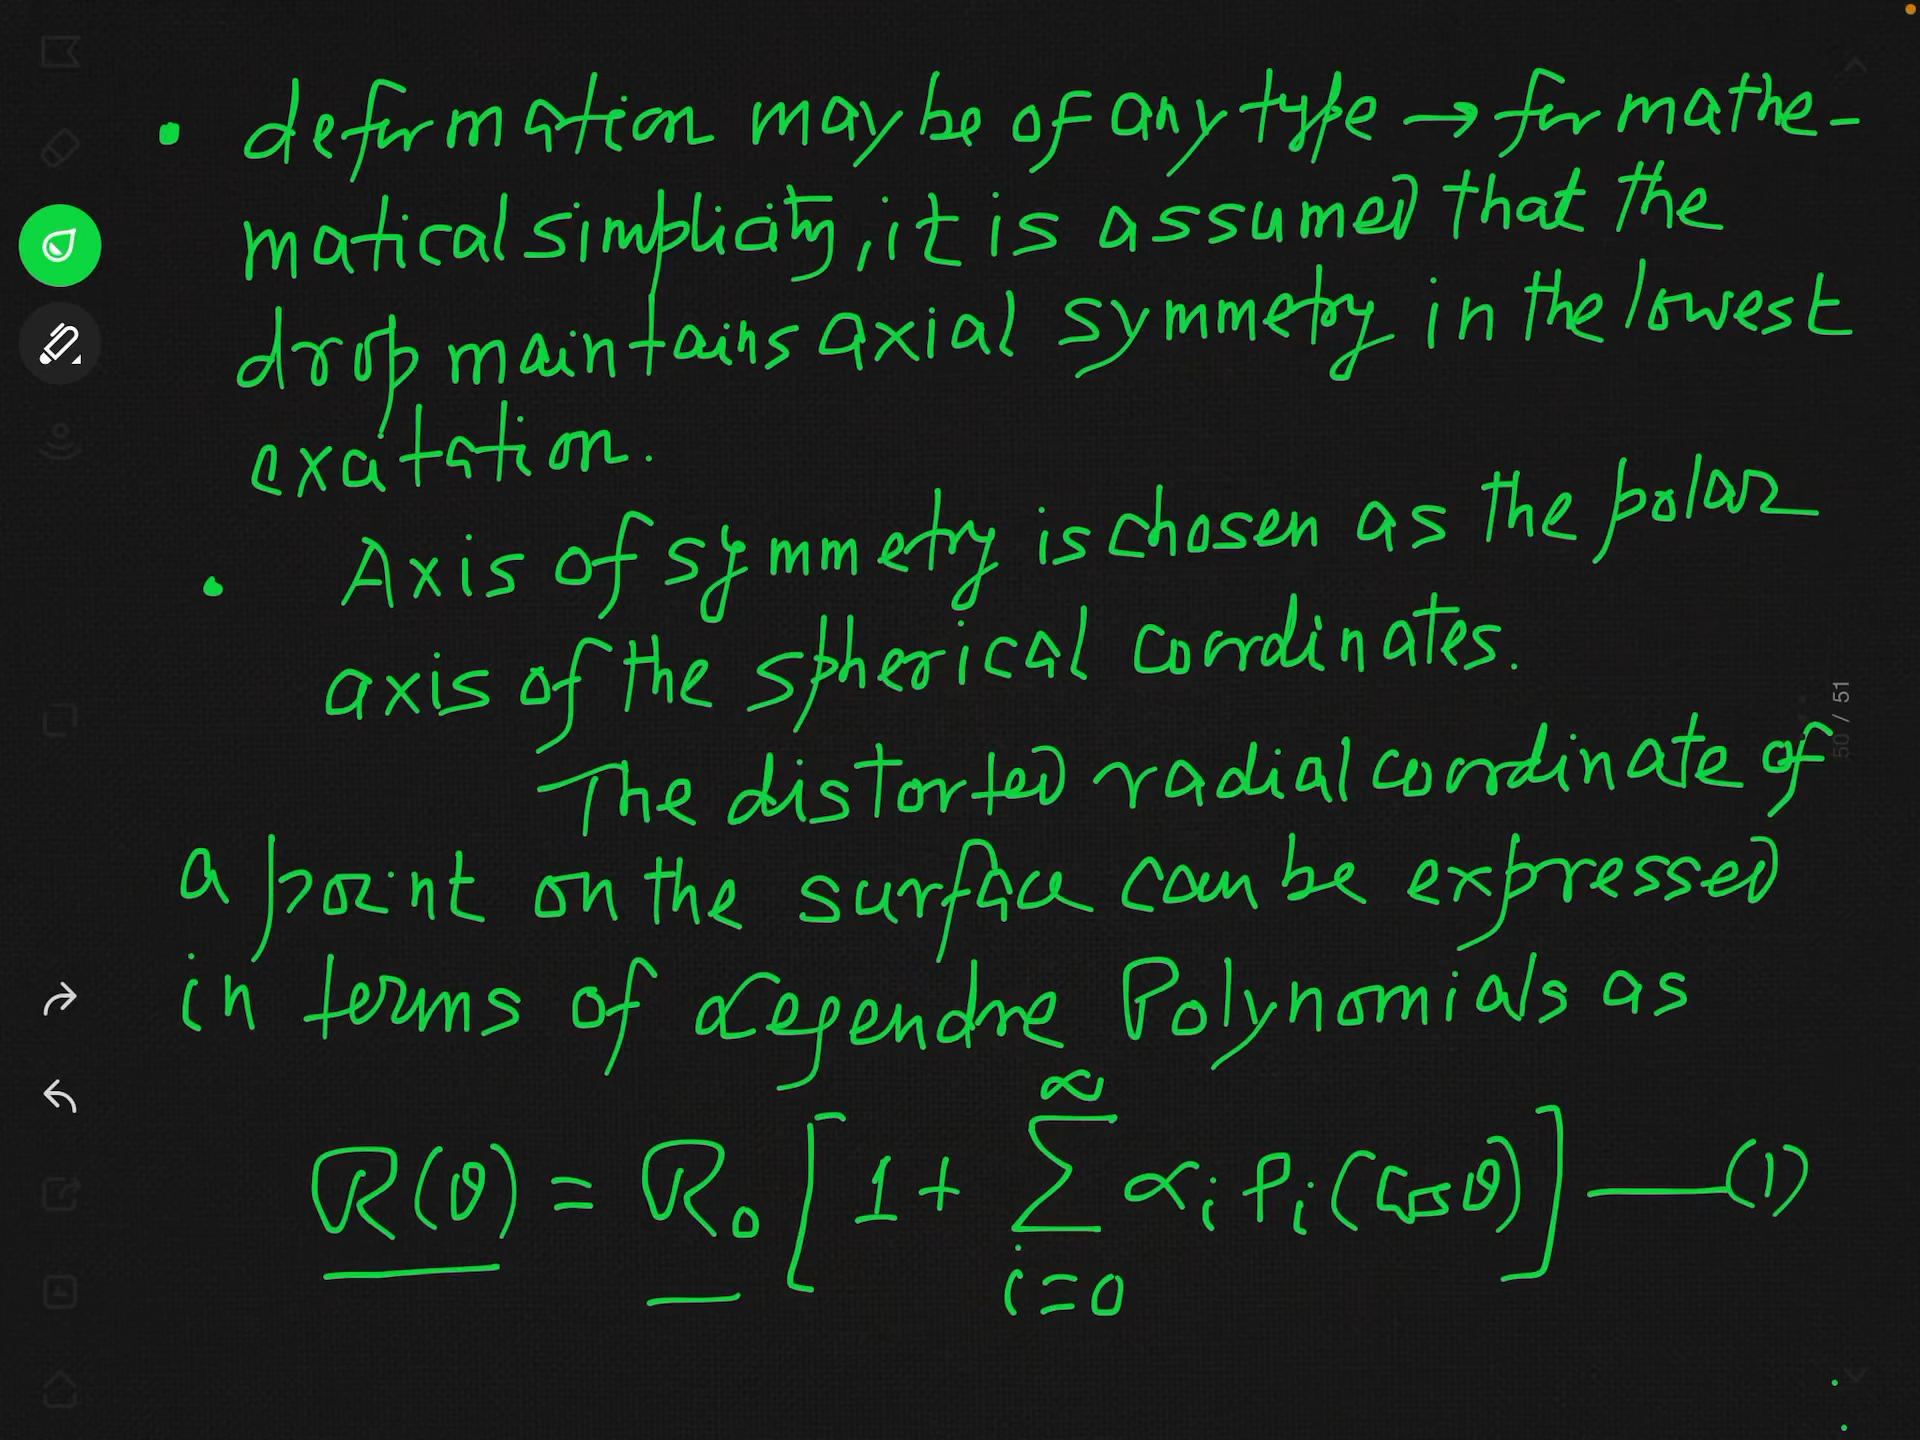 • deformation may be of any type → for mathe-
matical simplicity, it is assumed that the
drop maintains axial symmetry in the lowest
excitation.
• Axis of symmetry is chosen as the polar
axis of the spherical coordinates.
The distorted radial coordinate of
a point on the surface can be expressed
in terms of Legendre Polynomials as
R(θ) = R₀ [1 + ∑_{i=0}^{∞} αᵢ Pᵢ (Cosθ)] —(1)
50 / 51